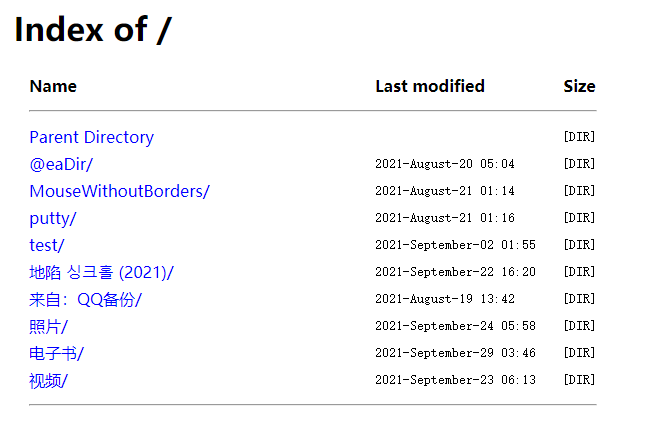 Index of /
Name Last modified Size
Parent Directory [DIR]
@eaDir/ 2021-August-20 05:04 [DIR]
MouseWithoutBorders/ 2021-August-21 01:14 [DIR]
putty/ 2021-August-21 01:16 [DIR]
test/ 2021-September-02 01:55 [DIR]
地陷 싱크홀 (2021)/ 2021-September-22 16:20 [DIR]
来自：QQ备份/ 2021-August-19 13:42 [DIR]
照片/ 2021-September-24 05:58 [DIR]
电子书/ 2021-September-29 03:46 [DIR]
视频/ 2021-September-23 06:13 [DIR]